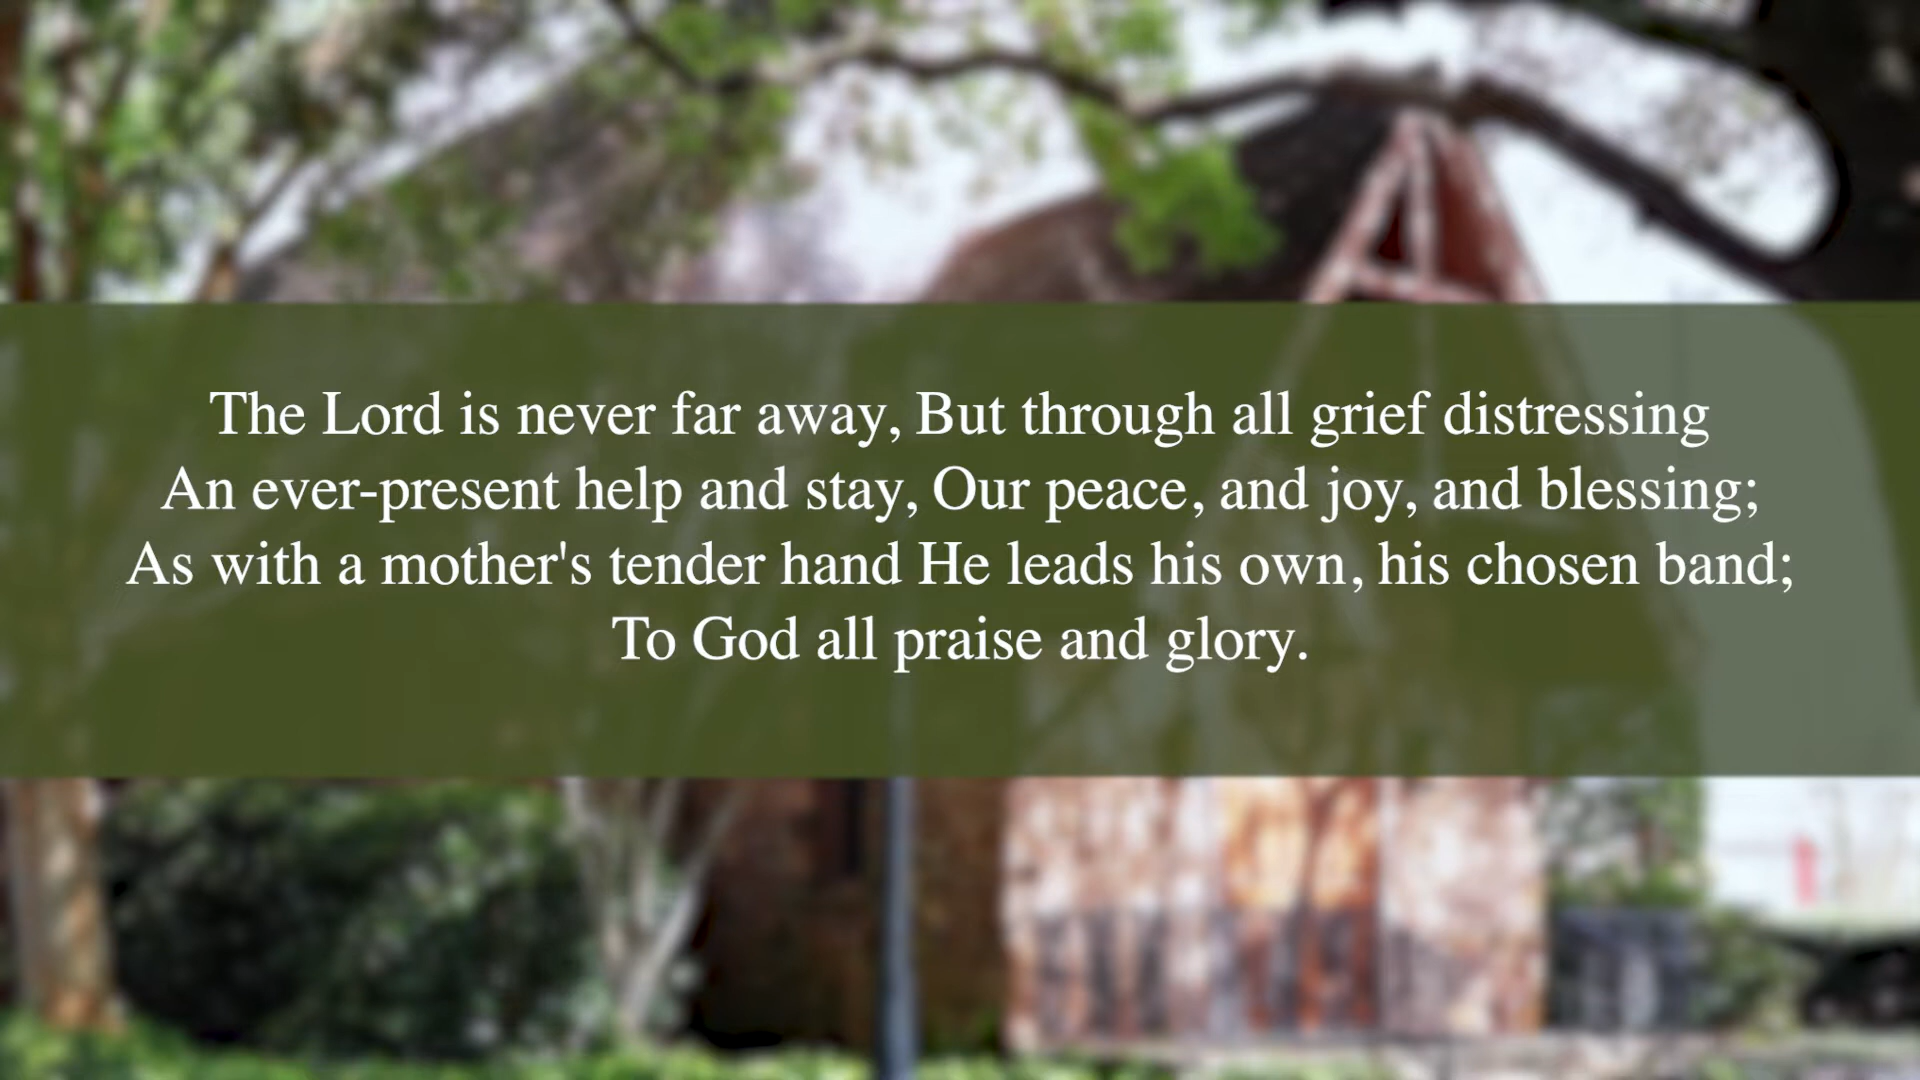 The Lord is never far away, But through all grief distressing
An ever-present help and stay, Our peace, and joy, and blessing;
As with a mother's tender hand He leads his own, his chosen band;
To God all praise and glory.